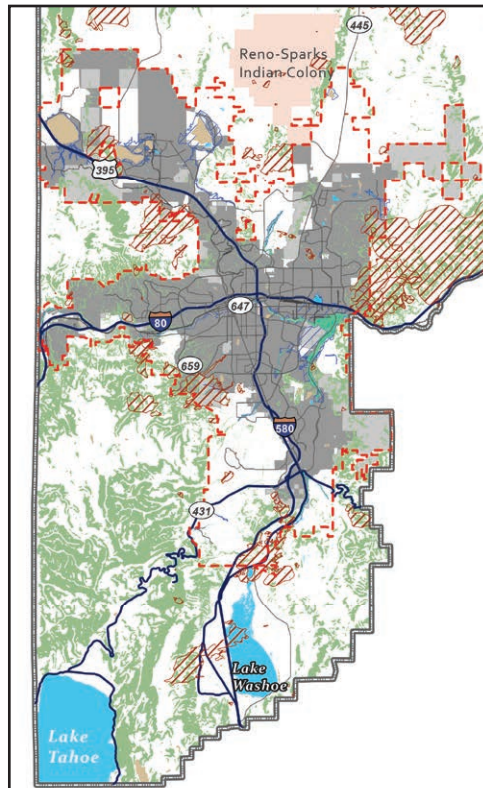 445
Reno-Sparks
Indian Colony
395
647
80
659
580
431
Lake
Washoe
Lake
Tahoe